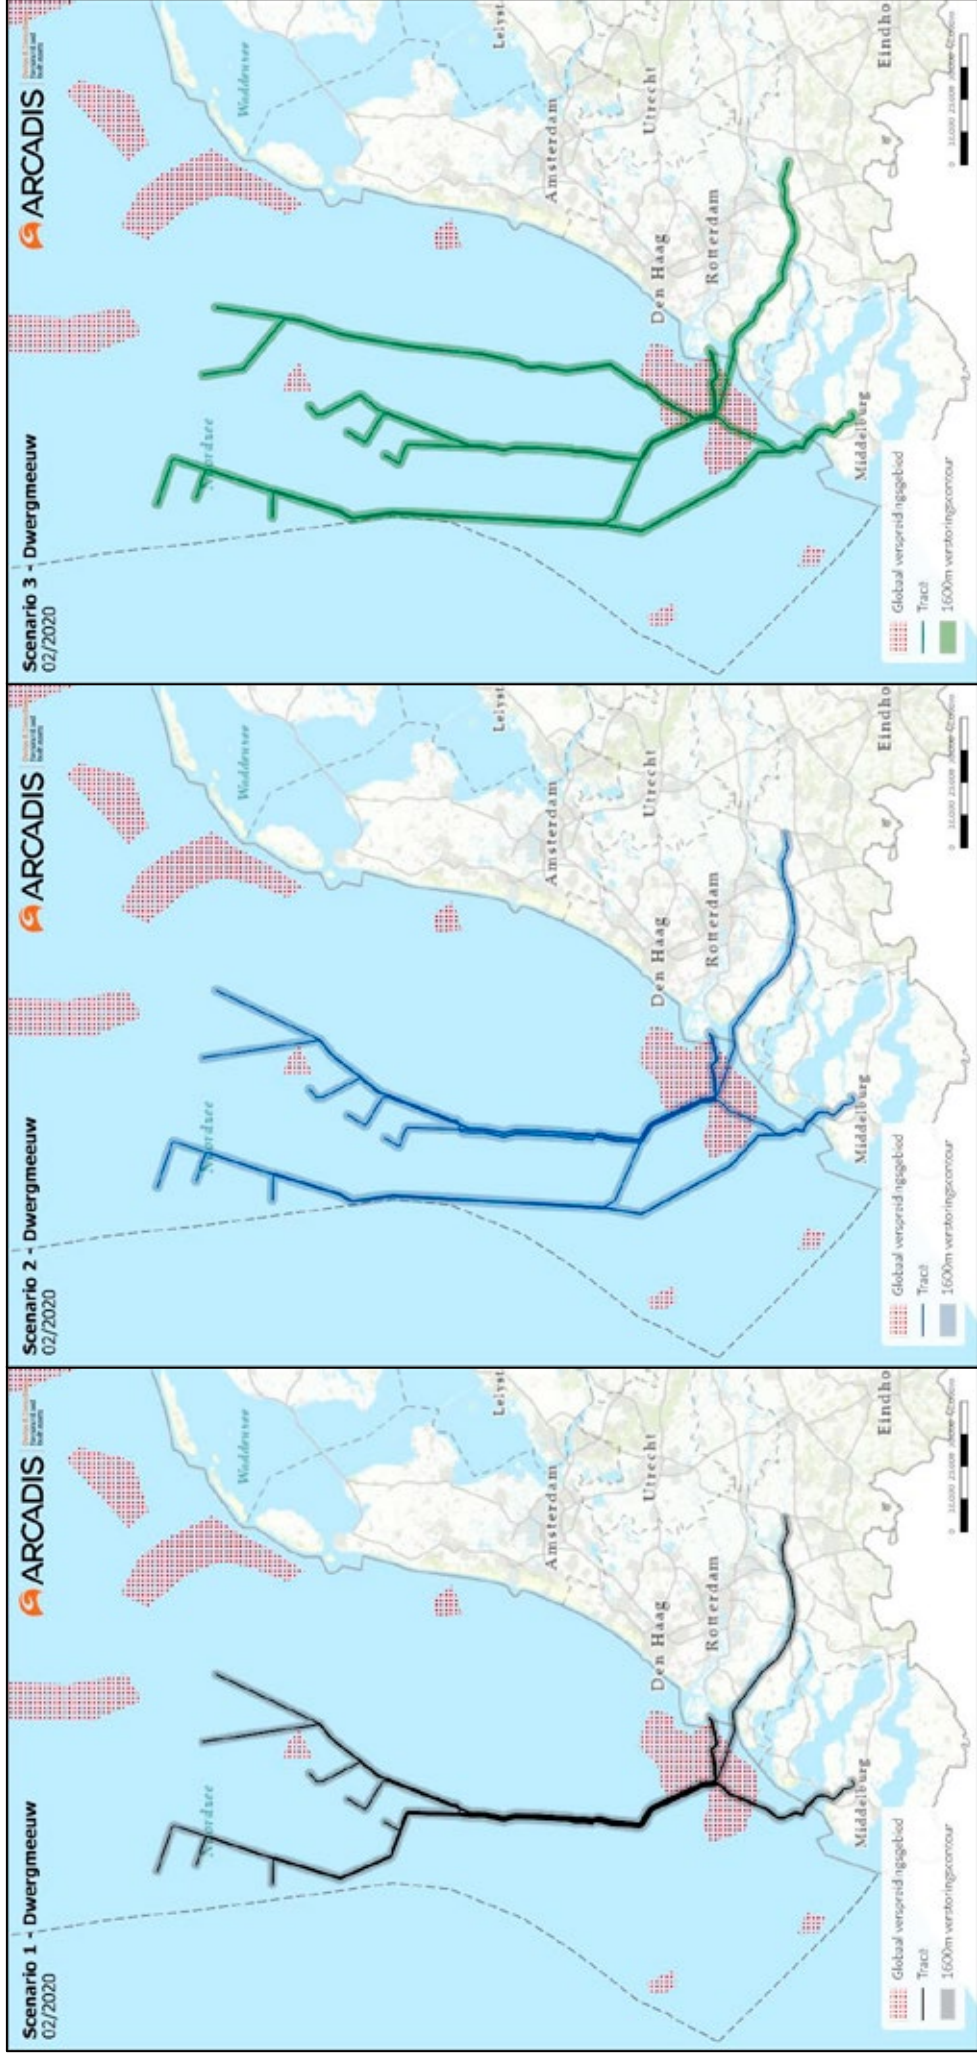 Scenario 1 - Dwergmeeuw
02/2020
ARCADIS
Waddenzee
Lelyst
Amsterdam
Utrecht
Den Haag
Rotterdam
Eindho
Middelburg
Globaal verspreidingsgebied
Tracé
1600m verstoringscontour
Scenario 2 - Dwergmeeuw
02/2020
ARCADIS
Noordzee
Waddenzee
Lelyst
Amsterdam
Utrecht
Den Haag
Rotterdam
Eindho
Middelburg
Globaal verspreidingsgebied
Tracé
1600m verstoringscontour
Scenario 3 - Dwergmeeuw
02/2020
ARCADIS
Waddenzee
Lelyst
Amsterdam
Utrecht
Den Haag
Rotterdam
Eindho
Middelburg
Globaal verspreidingsgebied
Tracé
1600m verstoringscontour